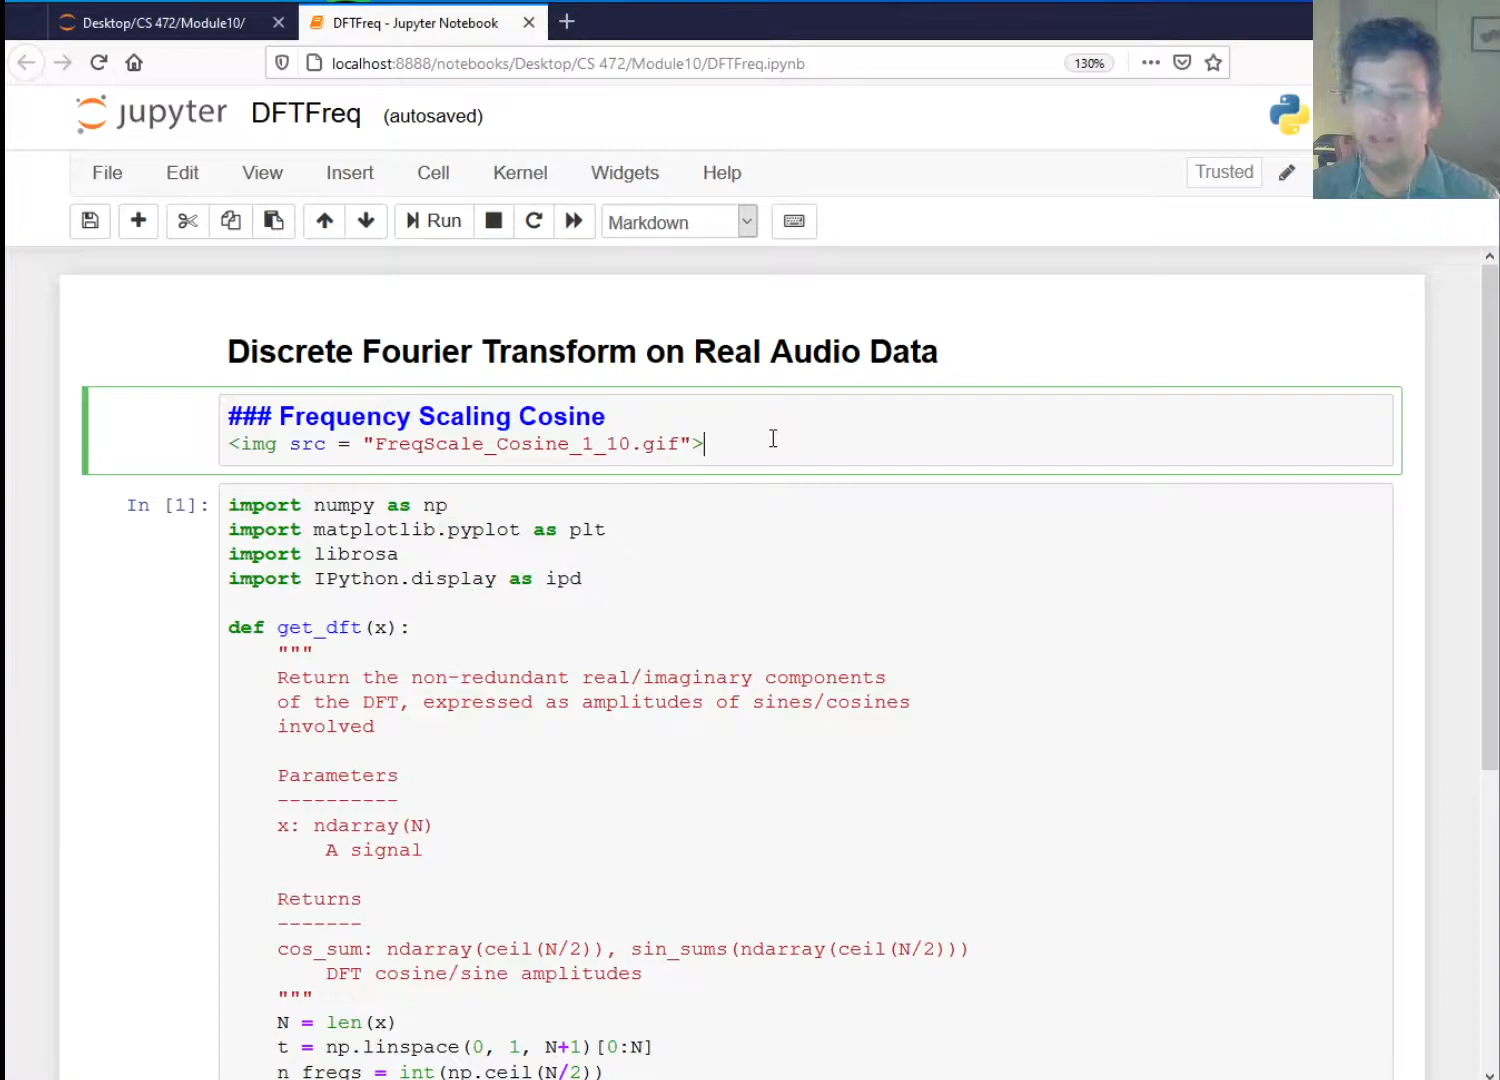 Desktop/CS 472/Module10/
DFTFreq - Jupyter Notebook
localhost:8888/notebooks/Desktop/CS 472/Module10/DFTFreq.ipynb
130%
jupyter DFTFreq (autosaved)
File Edit View Insert Cell Kernel Widgets Help
Trusted
Run
Markdown
Discrete Fourier Transform on Real Audio Data
### Frequency Scaling Cosine
<img src = "FreqScale_Cosine_1_10.gif">
In [1]:
import numpy as np
import matplotlib.pyplot as plt
import librosa
import IPython.display as ipd
def get_dft(x):
"""
Return the non-redundant real/imaginary components
of the DFT, expressed as amplitudes of sines/cosines
involved
Parameters
----------
x: ndarray(N)
A signal
Returns
-------
cos_sum: ndarray(ceil(N/2)), sin_sums(ndarray(ceil(N/2)))
DFT cosine/sine amplitudes
"""
N = len(x)
t = np.linspace(0, 1, N+1)[0:N]
n_freqs = int(np.ceil(N/2))